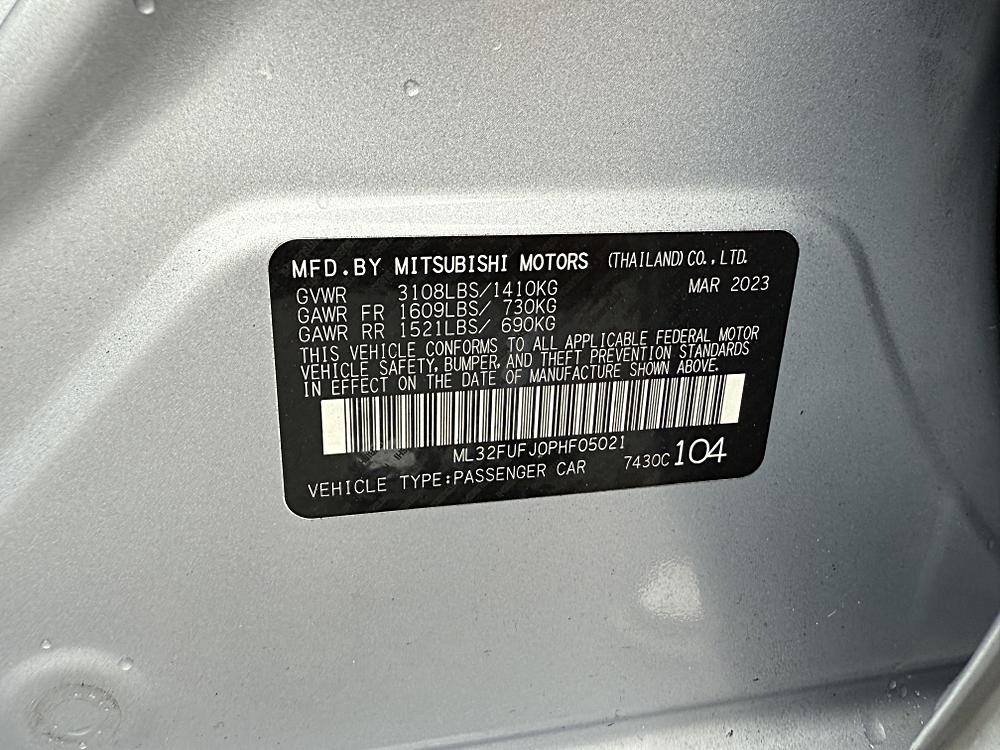 MFD.BY MITSUBISHI MOTORS (THAILAND) CO., LTD.
GVWR 3108LBS/1410KG MAR 2023
GAWR FR 1609LBS/ 730KG
GAWR RR 1521LBS/ 690KG
THIS VEHICLE CONFORMS TO ALL APPLICABLE FEDERAL MOTOR
VEHICLE SAFETY, BUMPER, AND THEFT PREVENTION STANDARDS
IN EFFECT ON THE DATE OF MANUFACTURE SHOWN ABOVE.
ML32FUFJ0PHF05021
VEHICLE TYPE:PASSENGER CAR 7430C 104